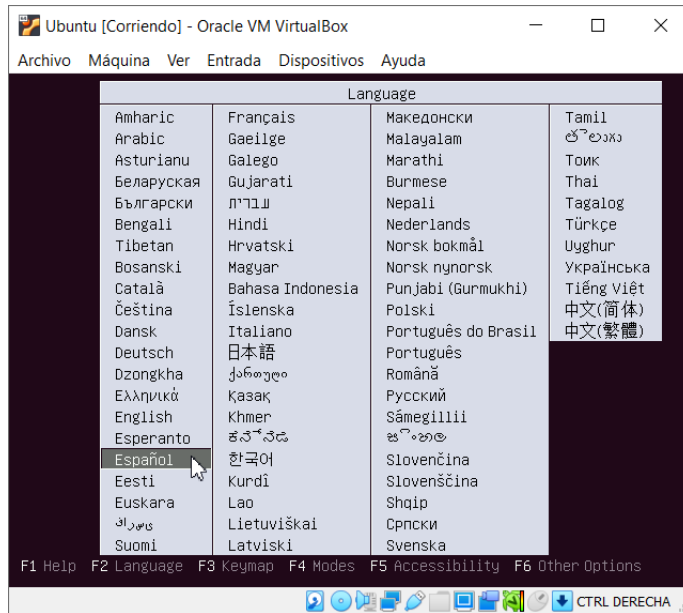 Ubuntu [Corriendo] - Oracle VM VirtualBox
Archivo Máquina Ver Entrada Dispositivos Ayuda
Language
Amharic
Arabic
Asturianu
Беларуская
Български
Bengali
Tibetan
Bosanski
Català
Čeština
Dansk
Deutsch
Dzongkha
Ελληνικά
English
Esperanto
Español
Eesti
Euskara
Suomi
Français
Gaeilge
Galego
Gujarati
עברית
Hindi
Hrvatski
Magyar
Bahasa Indonesia
Íslenska
Italiano
日本語
ქართული
Қазақ
Khmer
ಕನ್ನಡ
한국어
Kurdî
Lao
Lietuviškai
Latviski
Македонски
Malayalam
Marathi
Burmese
Nepali
Nederlands
Norsk bokmål
Norsk nynorsk
Punjabi (Gurmukhi)
Polski
Português do Brasil
Português
Română
Русский
Sámegillii
සිංහල
Slovenčina
Slovenščina
Shqip
Српски
Svenska
Tamil
తెలుగు
Тоик
Thai
Tagalog
Türkçe
Uyghur
Українська
Tiếng Việt
中文(简体)
中文(繁體)
F1 Help F2 Language F3 Keymap F4 Modes F5 Accessibility F6 Other Options
CTRL DERECHA